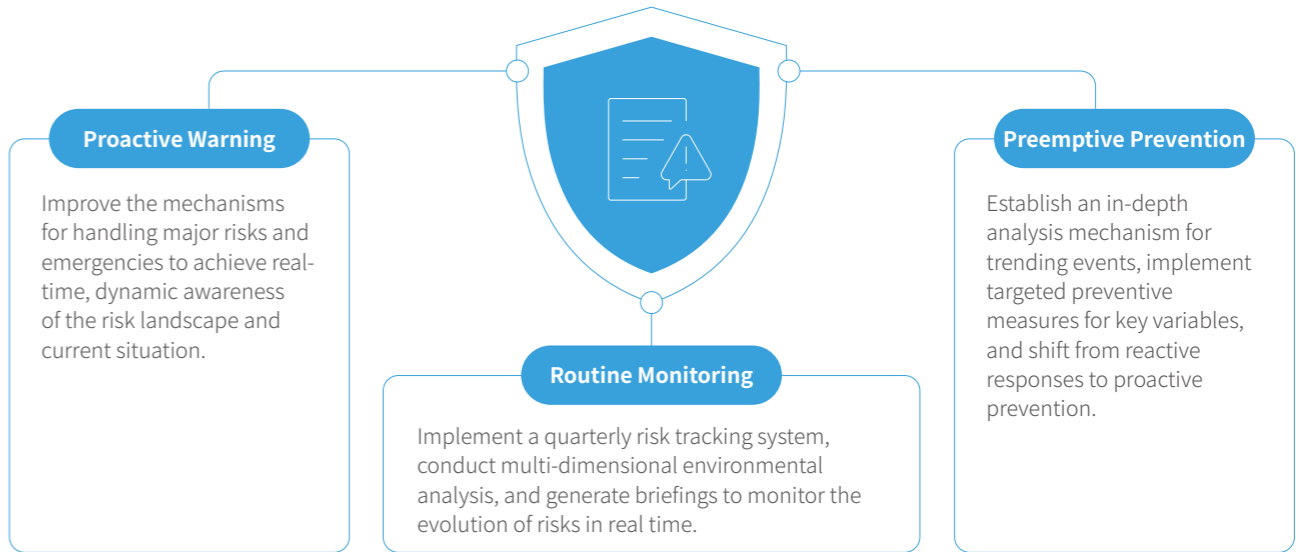 Proactive Warning
Improve the mechanisms
for handling major risks and
emergencies to achieve real-
time, dynamic awareness
of the risk landscape and
current situation.
Routine Monitoring
Implement a quarterly risk tracking system,
conduct multi-dimensional environmental
analysis, and generate briefings to monitor the
evolution of risks in real time.
Preemptive Prevention
Establish an in-depth
analysis mechanism for
trending events, implement
targeted preventive
measures for key variables,
and shift from reactive
responses to proactive
prevention.